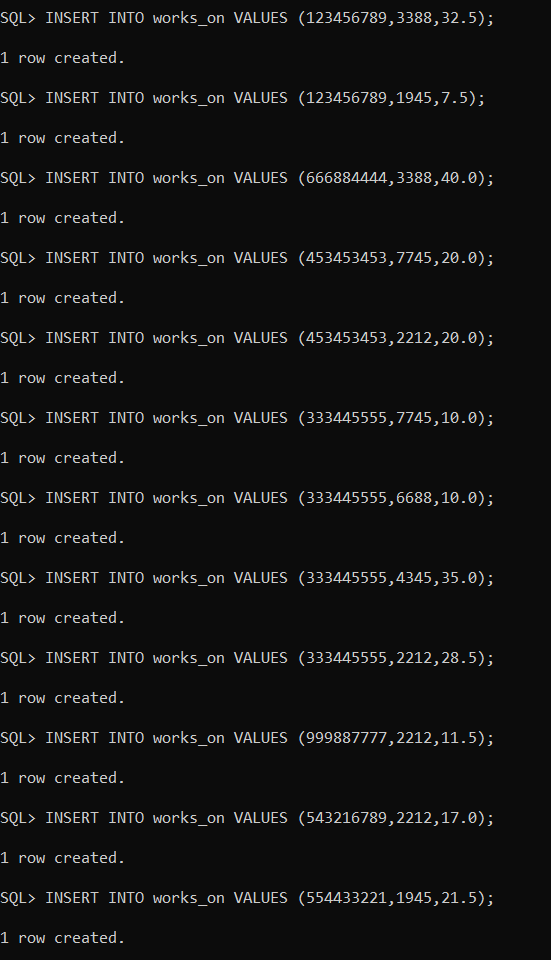 SQL> INSERT INTO works_on VALUES (123456789,3388,32.5);
1 row created.
SQL> INSERT INTO works_on VALUES (123456789,1945,7.5);
1 row created.
SQL> INSERT INTO works_on VALUES (666884444,3388,40.0);
1 row created.
SQL> INSERT INTO works_on VALUES (453453453,7745,20.0);
1 row created.
SQL> INSERT INTO works_on VALUES (453453453,2212,20.0);
1 row created.
SQL> INSERT INTO works_on VALUES (333445555,7745,10.0);
1 row created.
SQL> INSERT INTO works_on VALUES (333445555,6688,10.0);
1 row created.
SQL> INSERT INTO works_on VALUES (333445555,4345,35.0);
1 row created.
SQL> INSERT INTO works_on VALUES (333445555,2212,28.5);
1 row created.
SQL> INSERT INTO works_on VALUES (999887777,2212,11.5);
1 row created.
SQL> INSERT INTO works_on VALUES (543216789,2212,17.0);
1 row created.
SQL> INSERT INTO works_on VALUES (554433221,1945,21.5);
1 row created.